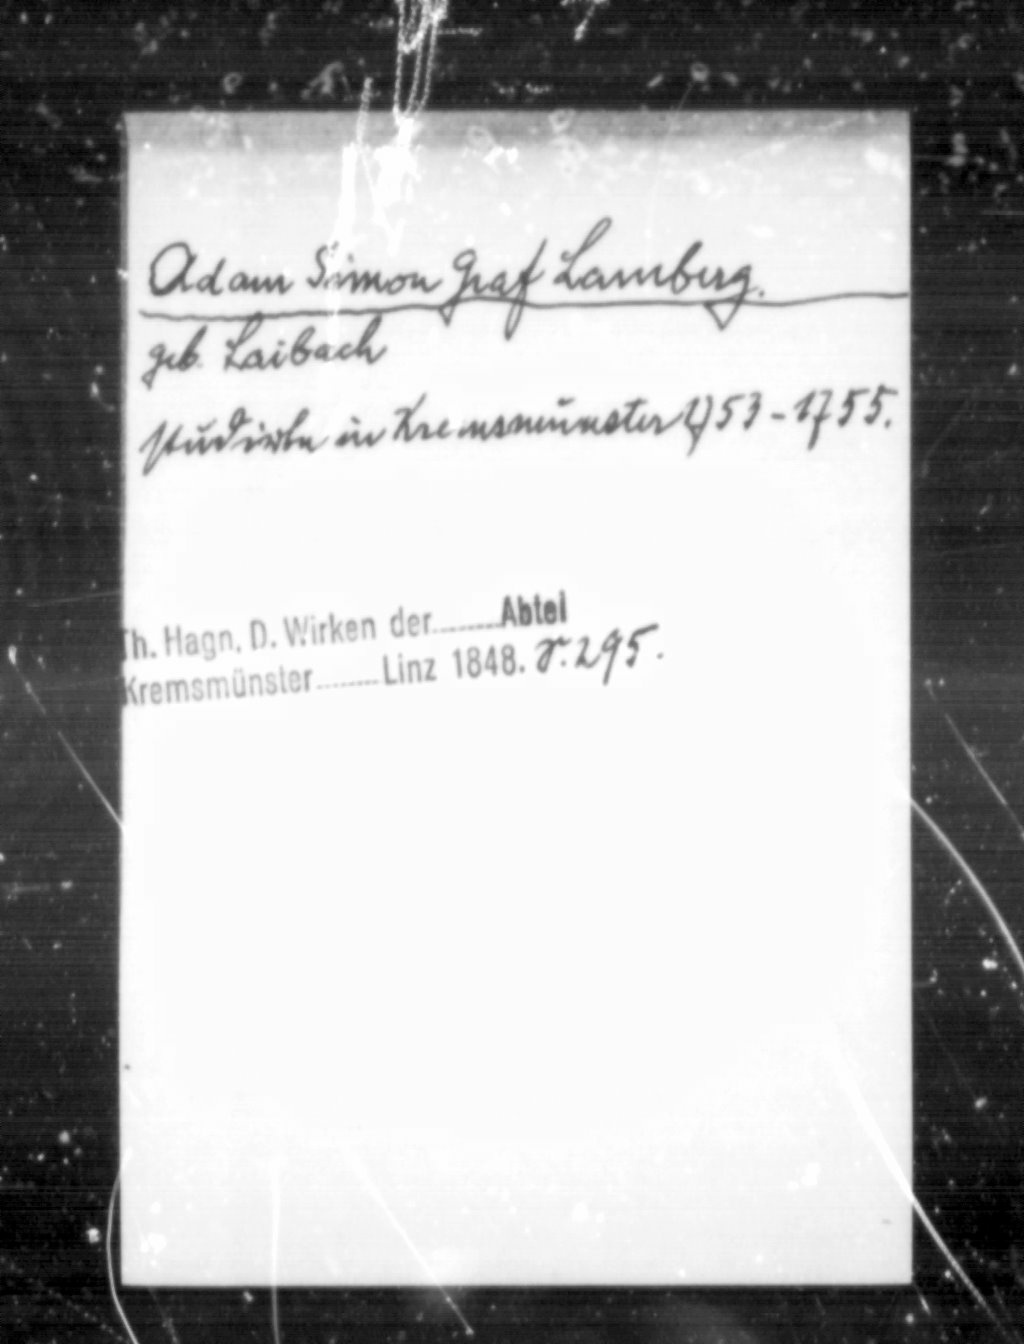 Adam Simon Graf Lamberg.
geb. Laibach
studirte in Kremsmünster 1753-1755.
Th. Hagn, D. Wirken der........Abtei
Kremsmünster........Linz 1848. S. 295.